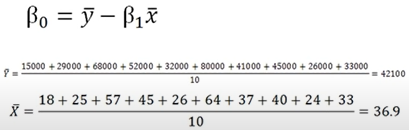 β₀ = ȳ − β₁x̄
Ȳ = (15000 + 29000 + 68000 + 52000 + 32000 + 80000 + 41000 + 45000 + 26000 + 33000) / 10 = 42100
X̄ = (18 + 25 + 57 + 45 + 26 + 64 + 37 + 40 + 24 + 33) / 10 = 36.9